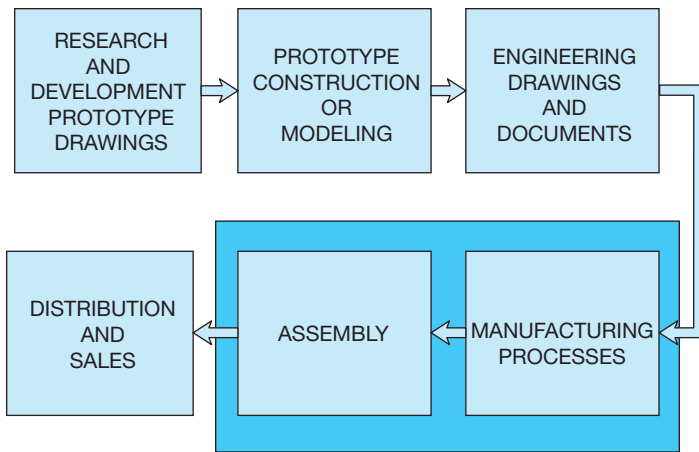 RESEARCH
AND
DEVELOPMENT
PROTOTYPE
DRAWINGS
PROTOTYPE
CONSTRUCTION
OR
MODELING
ENGINEERING
DRAWINGS
AND
DOCUMENTS
DISTRIBUTION
AND
SALES
ASSEMBLY
MANUFACTURING
PROCESSES